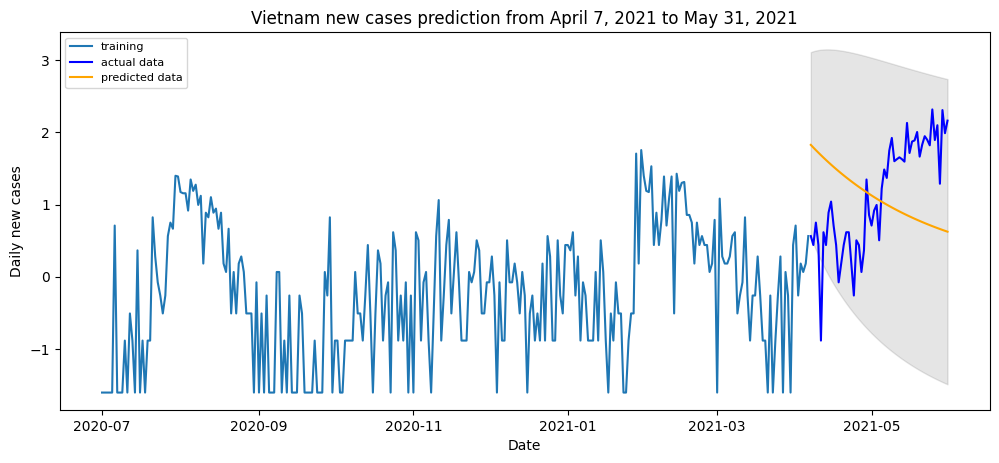 Vietnam new cases prediction from April 7, 2021 to May 31, 2021
training
actual data
predicted data
Daily new cases
3
2
1
0
−1
2020-07
2020-09
2020-11
2021-01
2021-03
2021-05
Date